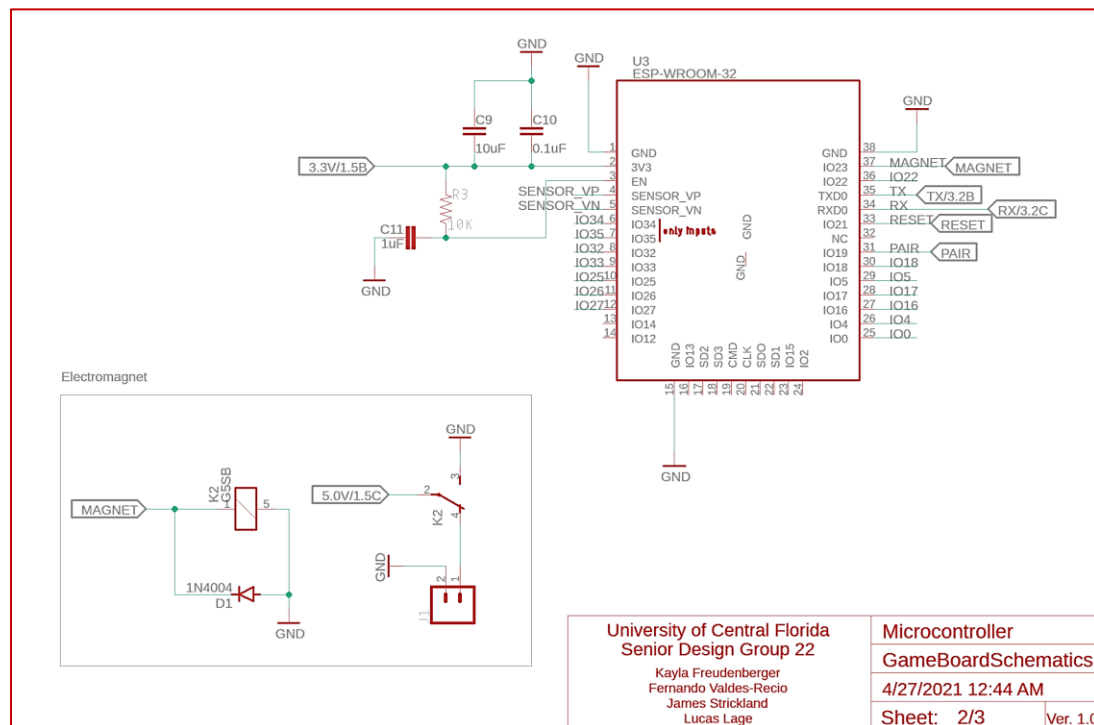 GND
GND
U3
ESP-WROOM-32
GND
C9
10uF
C10
0.1uF
3.3V/1.5B
R3
10K
C11
1uF
GND
SENSOR_VP
SENSOR_VN
IO34
IO35
IO32
IO33
IO25
IO26
IO27
1 GND
2 3V3
3 EN
4 SENSOR_VP
5 SENSOR_VN
6 IO34
7 IO35
8 IO32
9 IO33
10 IO25
11 IO26
12 IO27
13 IO14
14 IO12
only inputs
GND
GND
GND 38
IO23 37 MAGNET MAGNET
IO22 36 IO22
TXD0 35 TX TX/3.2B
RXD0 34 RX RX/3.2C
IO21 33 RESET RESET
NC 32
IO19 31 PAIR PAIR
IO18 30 IO18
IO5 29 IO5
IO17 28 IO17
IO16 27 IO16
IO4 26 IO4
IO0 25 IO0
GND IO13 SD2 SD3 CMD CLK SDO SD1 IO15 IO2
15 16 17 18 19 20 21 22 23 24
GND
Electromagnet
MAGNET
K2
G5SB
1
5
1N4004
D1
GND
GND
5.0V/1.5C
3
2
4
K2
GND
2
1
J1
University of Central Florida
Senior Design Group 22
Kayla Freudenberger
Fernando Valdes-Recio
James Strickland
Lucas Lage
Microcontroller
GameBoardSchematics
4/27/2021 12:44 AM
Sheet: 2/3
Ver. 1.0